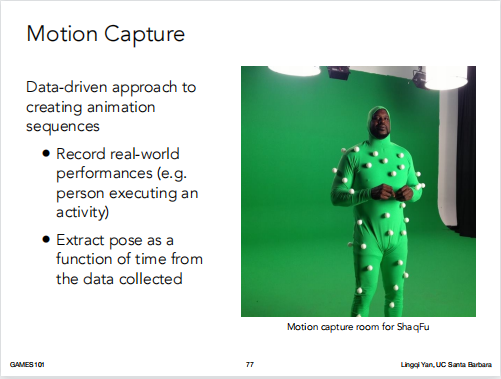 Motion Capture
Data-driven approach to
creating animation
sequences
• Record real-world
performances (e.g.
person executing an
activity)
• Extract pose as a
function of time from
the data collected
Motion capture room for ShaqFu
GAMES101
77
Lingqi Yan, UC Santa Barbara